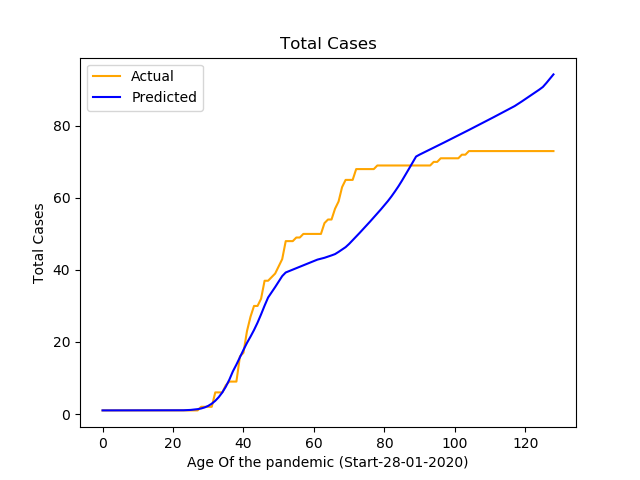 Total Cases
Actual
Predicted
Total Cases
80
60
40
20
0
0 20 40 60 80 100 120
Age Of the pandemic (Start-28-01-2020)